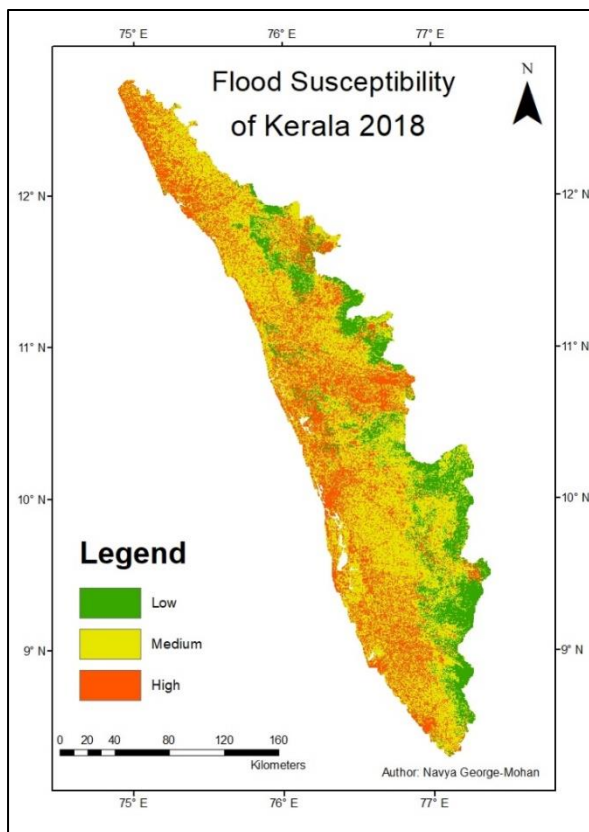 75° E 76° E 77° E
Flood Susceptibility
of Kerala 2018
N
12° N 12° N
11° N 11° N
10° N 10° N
Legend
Low
Medium
High
9° N 9° N
0 20 40 80 120 160
Kilometers
Author: Navya George-Mohan
75° E 76° E 77° E